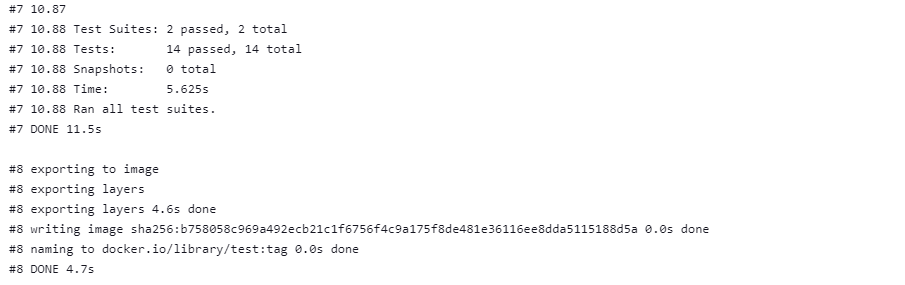 #7 10.87
#7 10.88 Test Suites: 2 passed, 2 total
#7 10.88 Tests:       14 passed, 14 total
#7 10.88 Snapshots:   0 total
#7 10.88 Time:        5.625s
#7 10.88 Ran all test suites.
#7 DONE 11.5s

#8 exporting to image
#8 exporting layers
#8 exporting layers 4.6s done
#8 writing image sha256:b758058c969a492ecb21c1f6756f4c9a175f8de481e36116ee8dda5115188d5a 0.0s done
#8 naming to docker.io/library/test:tag 0.0s done
#8 DONE 4.7s